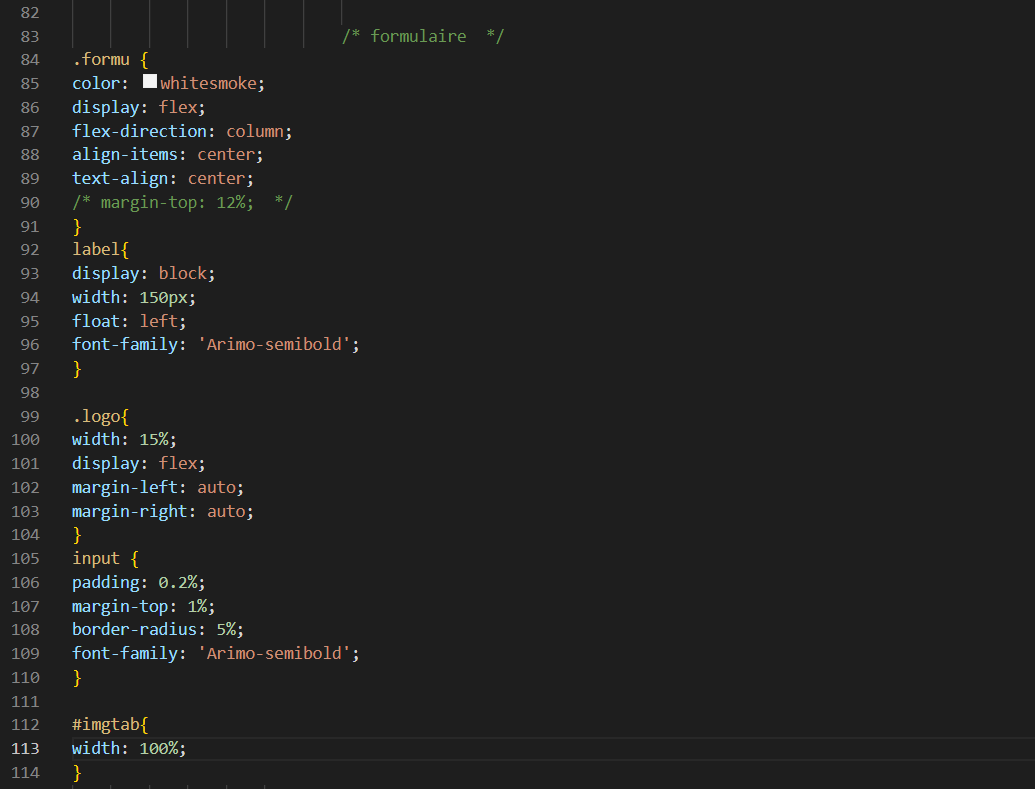 82
83 /* formulaire  */
84 .formu {
85 color: whitesmoke;
86 display: flex;
87 flex-direction: column;
88 align-items: center;
89 text-align: center;
90 /* margin-top: 12%;  */
91 }
92 label{
93 display: block;
94 width: 150px;
95 float: left;
96 font-family: 'Arimo-semibold';
97 }
98
99 .logo{
100 width: 15%;
101 display: flex;
102 margin-left: auto;
103 margin-right: auto;
104 }
105 input {
106 padding: 0.2%;
107 margin-top: 1%;
108 border-radius: 5%;
109 font-family: 'Arimo-semibold';
110 }
111
112 #imgtab{
113 width: 100%;
114 }